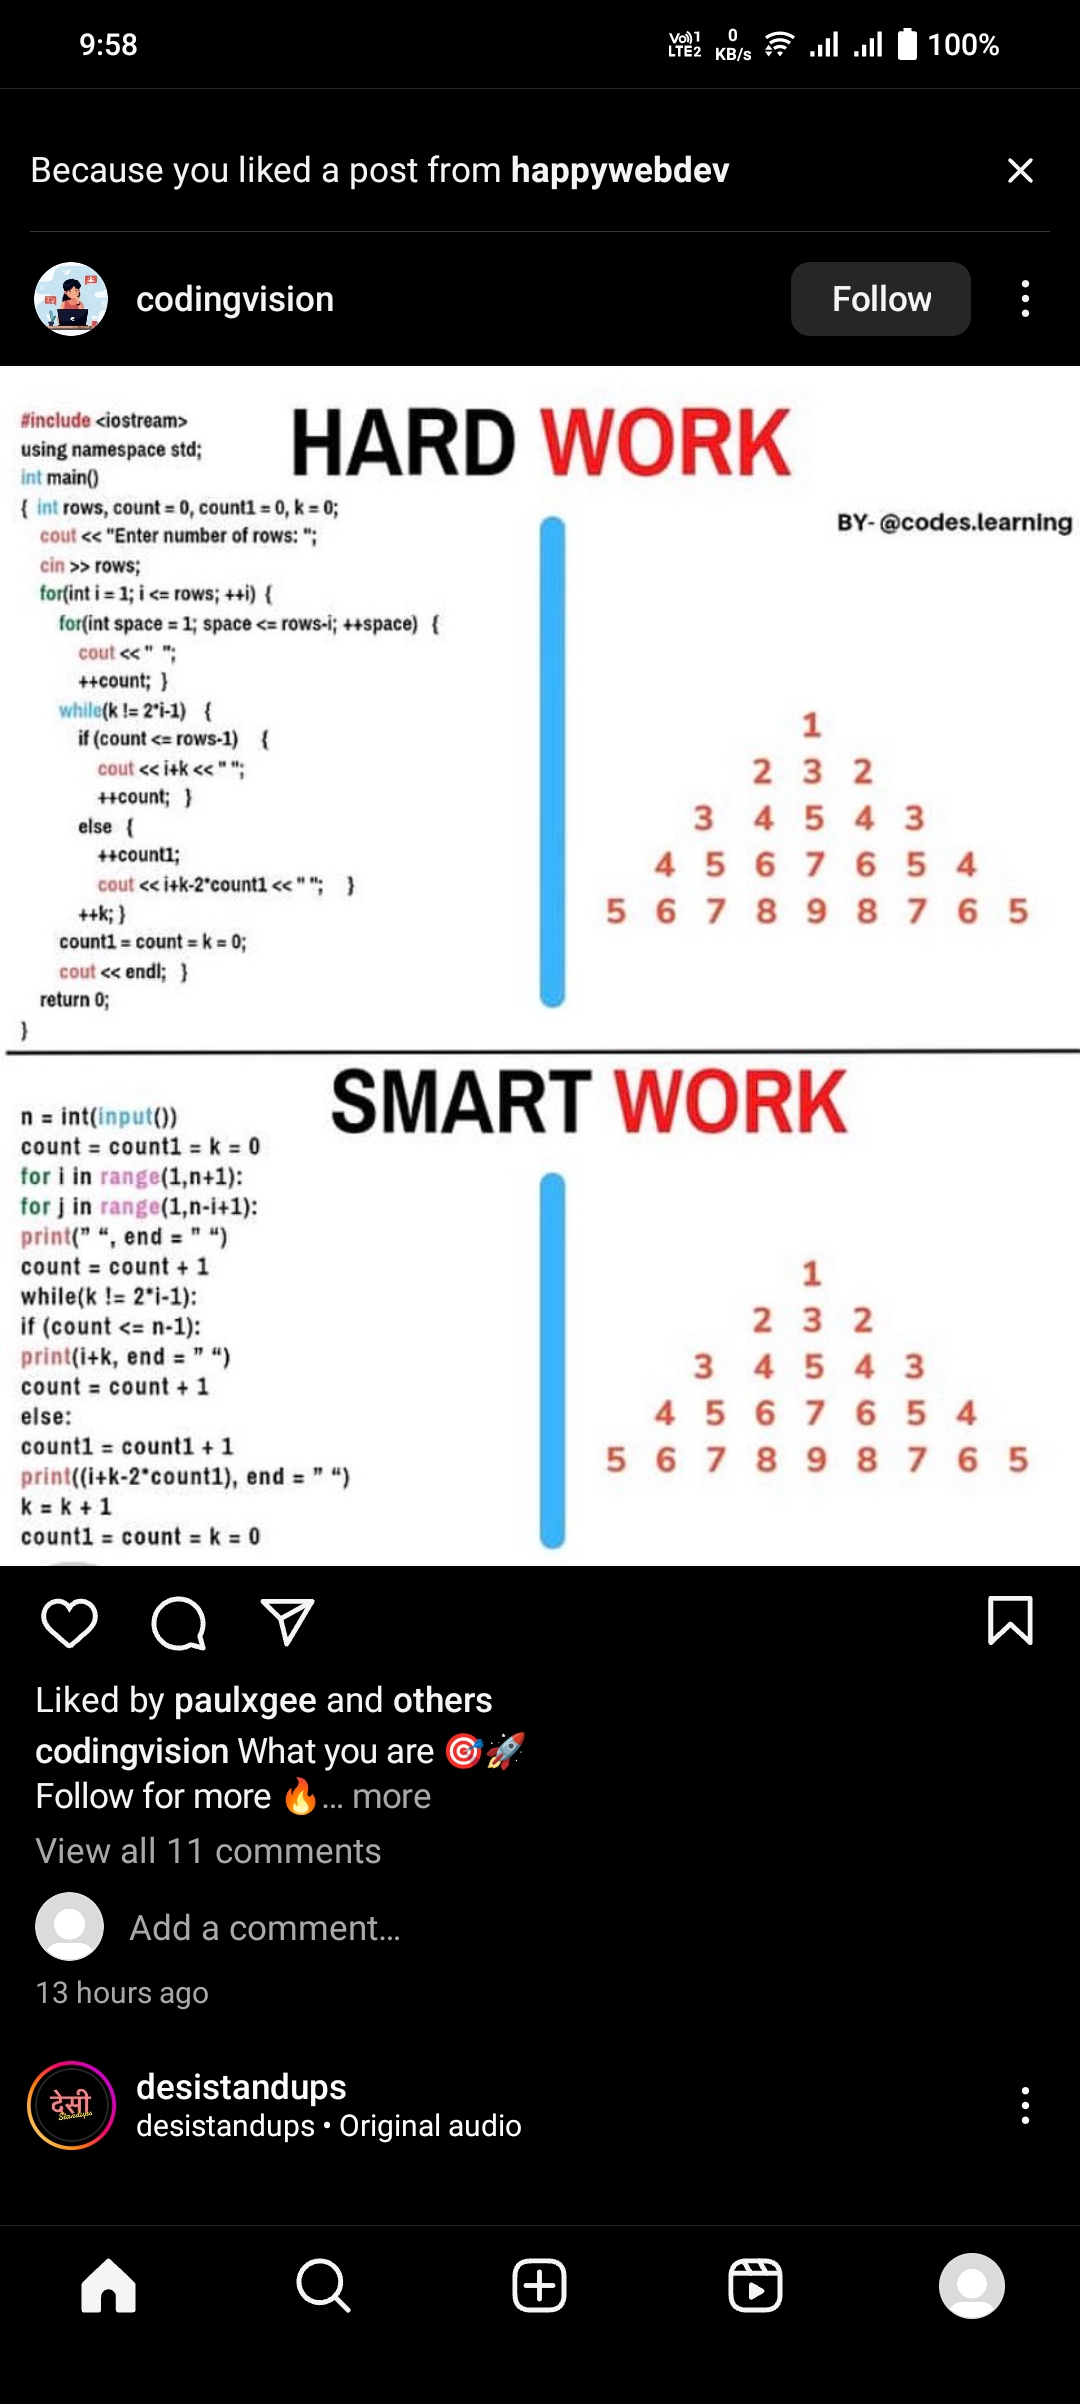 9:58
Vo)) 1
LTE2
0
KB/s
100%
Because you liked a post from happywebdev
codingvision
Follow
HARD WORK
BY- @codes.learning
#include <iostream>
using namespace std;
int main()
{ int rows, count = 0, count1 = 0, k = 0;
cout << "Enter number of rows: ";
cin >> rows;
for(int i = 1; i <= rows; ++i) {
for(int space = 1; space <= rows-i; ++space) {
cout << "  ";
++count; }
while(k != 2*i-1) {
if (count <= rows-1) {
cout << i+k << " ";
++count; }
else {
++count1;
cout << i+k-2*count1 << " "; }
++k; }
count1 = count = k = 0;
cout << endl; }
return 0;
}
1
2 3 2
3 4 5 4 3
4 5 6 7 6 5 4
5 6 7 8 9 8 7 6 5
SMART WORK
n = int(input())
count = count1 = k = 0
for i in range(1,n+1):
for j in range(1,n-i+1):
print(” “, end = ” “)
count = count + 1
while(k != 2*i-1):
if (count <= n-1):
print(i+k, end = ” “)
count = count + 1
else:
count1 = count1 + 1
print((i+k-2*count1), end = ” “)
k = k + 1
count1 = count = k = 0
1
2 3 2
3 4 5 4 3
4 5 6 7 6 5 4
5 6 7 8 9 8 7 6 5
Liked by paulxgee and others
codingvision What you are 🎯🚀
Follow for more 🔥... more
View all 11 comments
Add a comment...
13 hours ago
देसी
Standups
desistandups
desistandups • Original audio